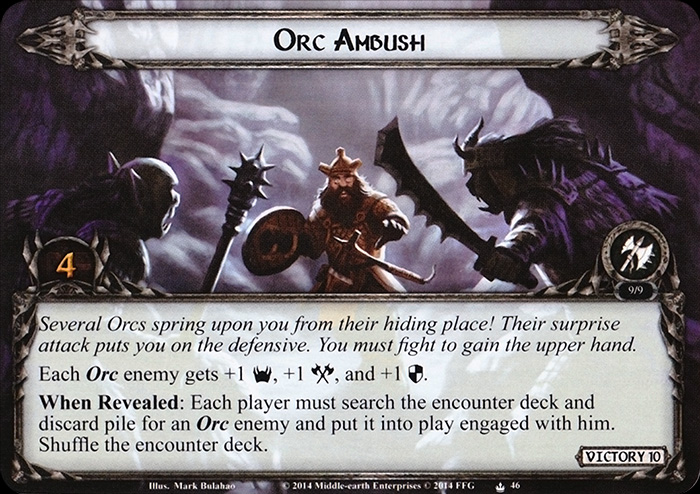 ORC AMBUSH
4
9/9
Several Orcs spring upon you from their hiding place! Their surprise
attack puts you on the defensive. You must fight to gain the upper hand.
Each Orc enemy gets +1 , +1 , and +1 .
When Revealed: Each player must search the encounter deck and
discard pile for an Orc enemy and put it into play engaged with him.
Shuffle the encounter deck.
VICTORY 10
Illus. Mark Bulahao © 2014 Middle-earth Enterprises © 2014 FFG 46